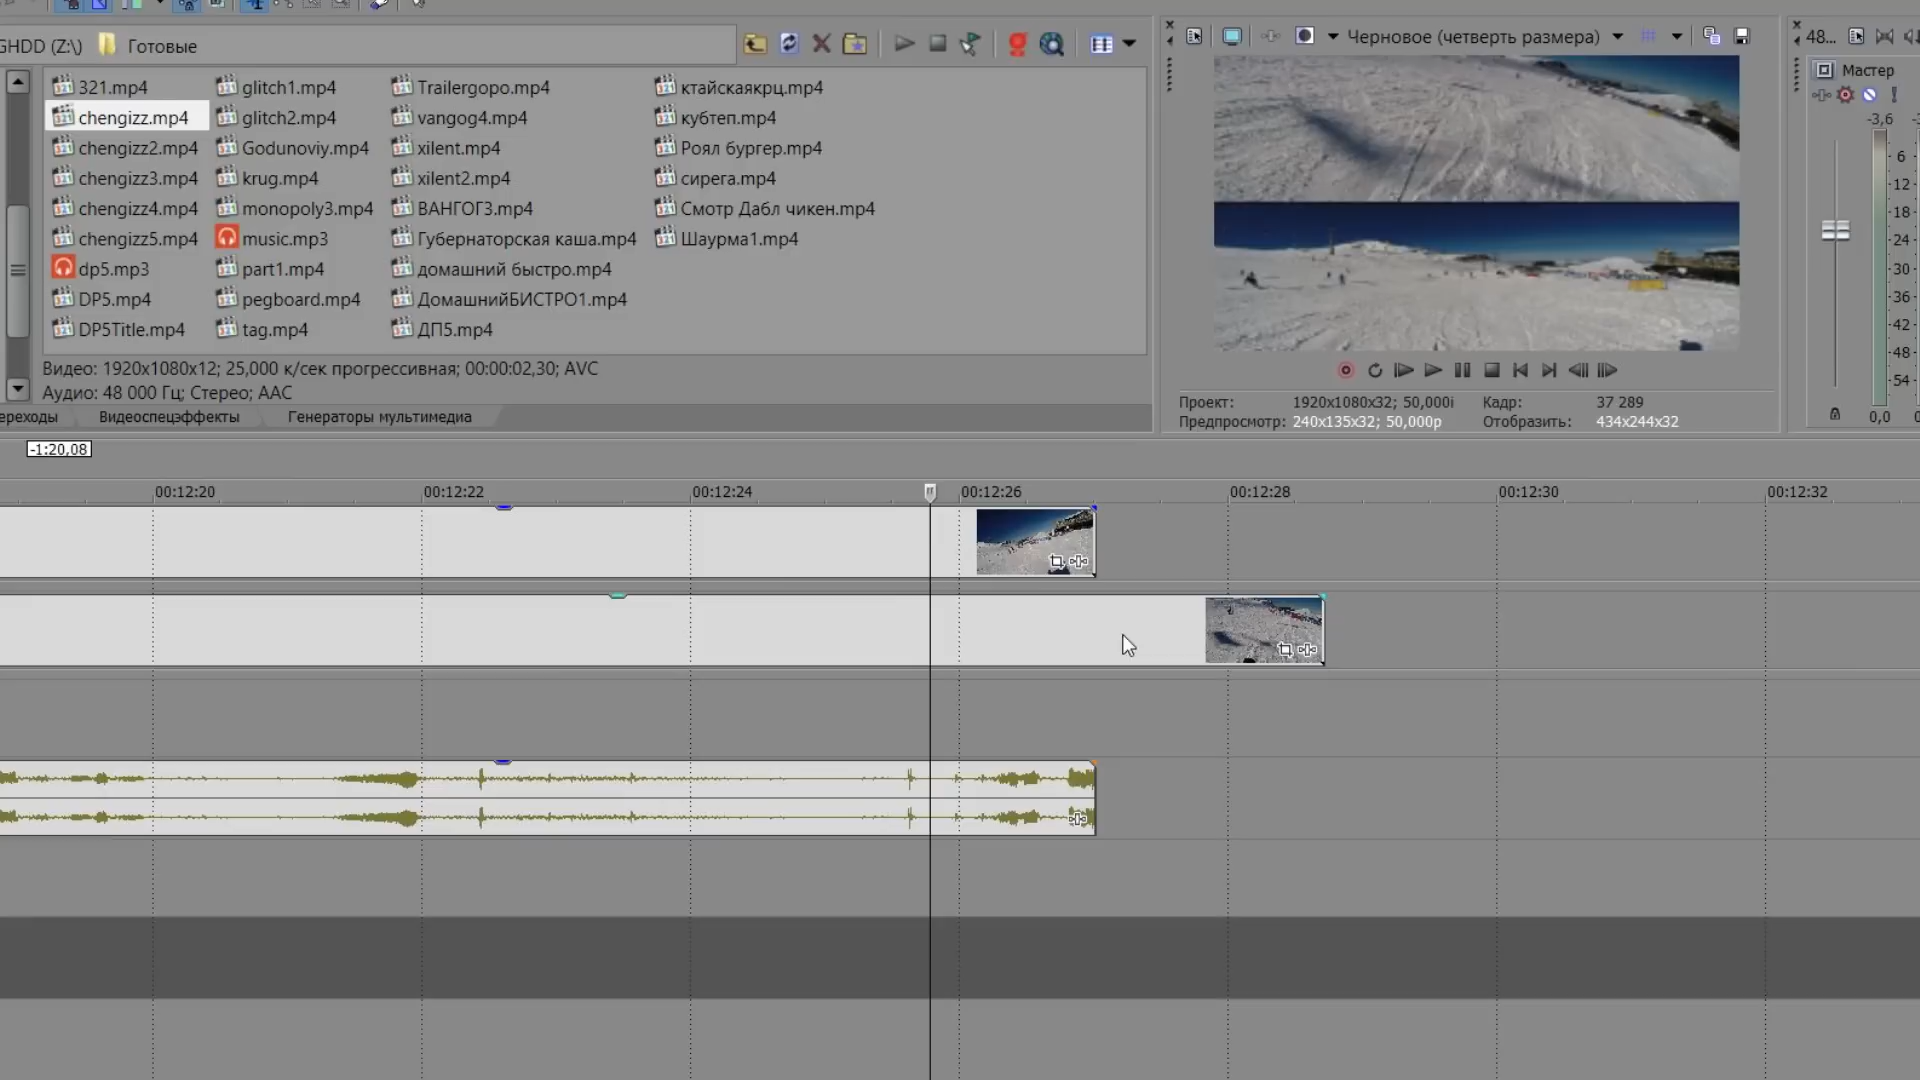 GHDD (Z:\) Готовые
Черновое (четверть размера)
48...
Мастер
321.mp4
chengizz.mp4
chengizz2.mp4
chengizz3.mp4
chengizz4.mp4
chengizz5.mp4
dp5.mp3
DP5.mp4
DP5Title.mp4
glitch1.mp4
glitch2.mp4
Godunoviy.mp4
krug.mp4
monopoly3.mp4
music.mp3
part1.mp4
pegboard.mp4
tag.mp4
Trailergopo.mp4
vangog4.mp4
xilent.mp4
xilent2.mp4
ВАНГОГ3.mp4
Губернаторская каша.mp4
домашний быстро.mp4
ДомашнийБИСТРО1.mp4
ДП5.mp4
ктайскаякрц.mp4
кубтеп.mp4
Роял бургер.mp4
сирега.mp4
Смотр Дабл чикен.mp4
Шаурма1.mp4
Видео: 1920x1080x12; 25,000 к/сек прогрессивная; 00:00:02,30; AVC
Аудио: 48 000 Гц; Стерео; AAC
ереходы Видеоспецэффекты Генераторы мультимедиа
Проект: 1920x1080x32; 50,000i Кадр: 37 289
Предпросмотр: 240x135x32; 50,000p Отобразить: 434x244x32
-3,6
6
-12
-18
24
-30
-36
-42
-48
-54
0,0
-1:20,08
00:12:20 00:12:22 00:12:24 00:12:26 00:12:28 00:12:30 00:12:32